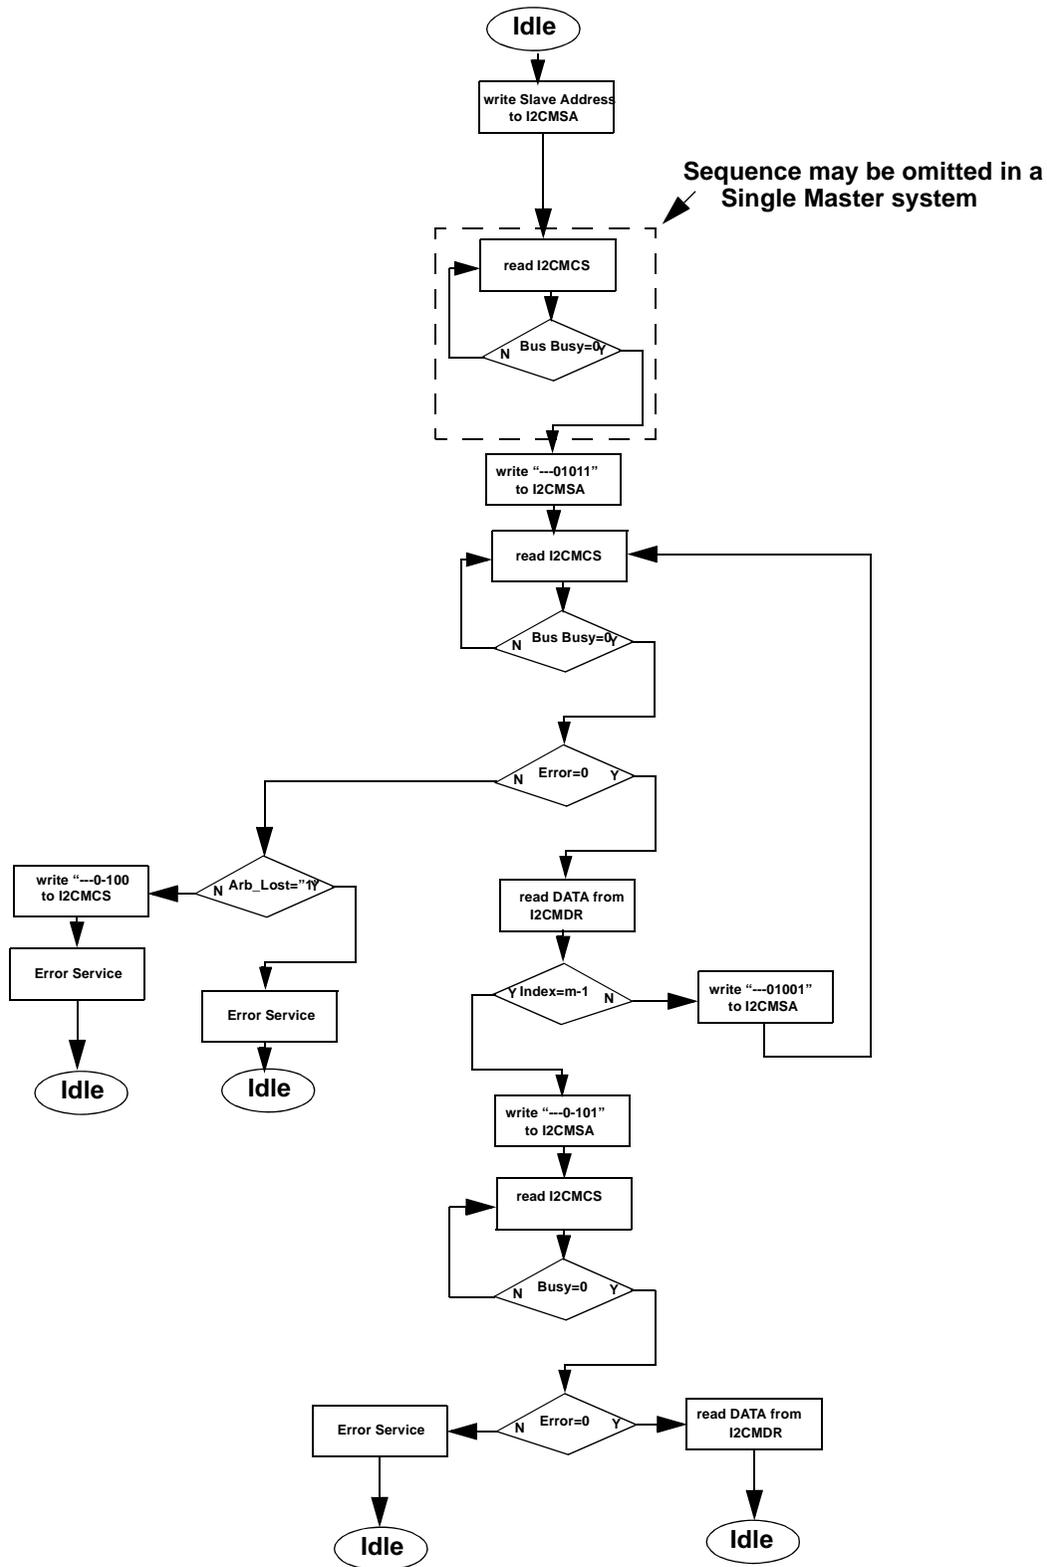 Idle
write Slave Address
to I2CMSA
Sequence may be omitted in a
Single Master system
read I2CMCS
N
Bus Busy=0
Y
write “---01011”
to I2CMSA
read I2CMCS
N
Bus Busy=0
Y
N
Error=0
Y
write “---0-100
to I2CMCS
N
Arb_Lost=”1”
Y
read DATA from
I2CMDR
Error Service
Y
Index=m-1
N
write “---01001”
to I2CMSA
Error Service
Idle
Idle
write “---0-101”
to I2CMSA
read I2CMCS
N
Busy=0
Y
Error Service
N
Error=0
Y
read DATA from
I2CMDR
Idle
Idle